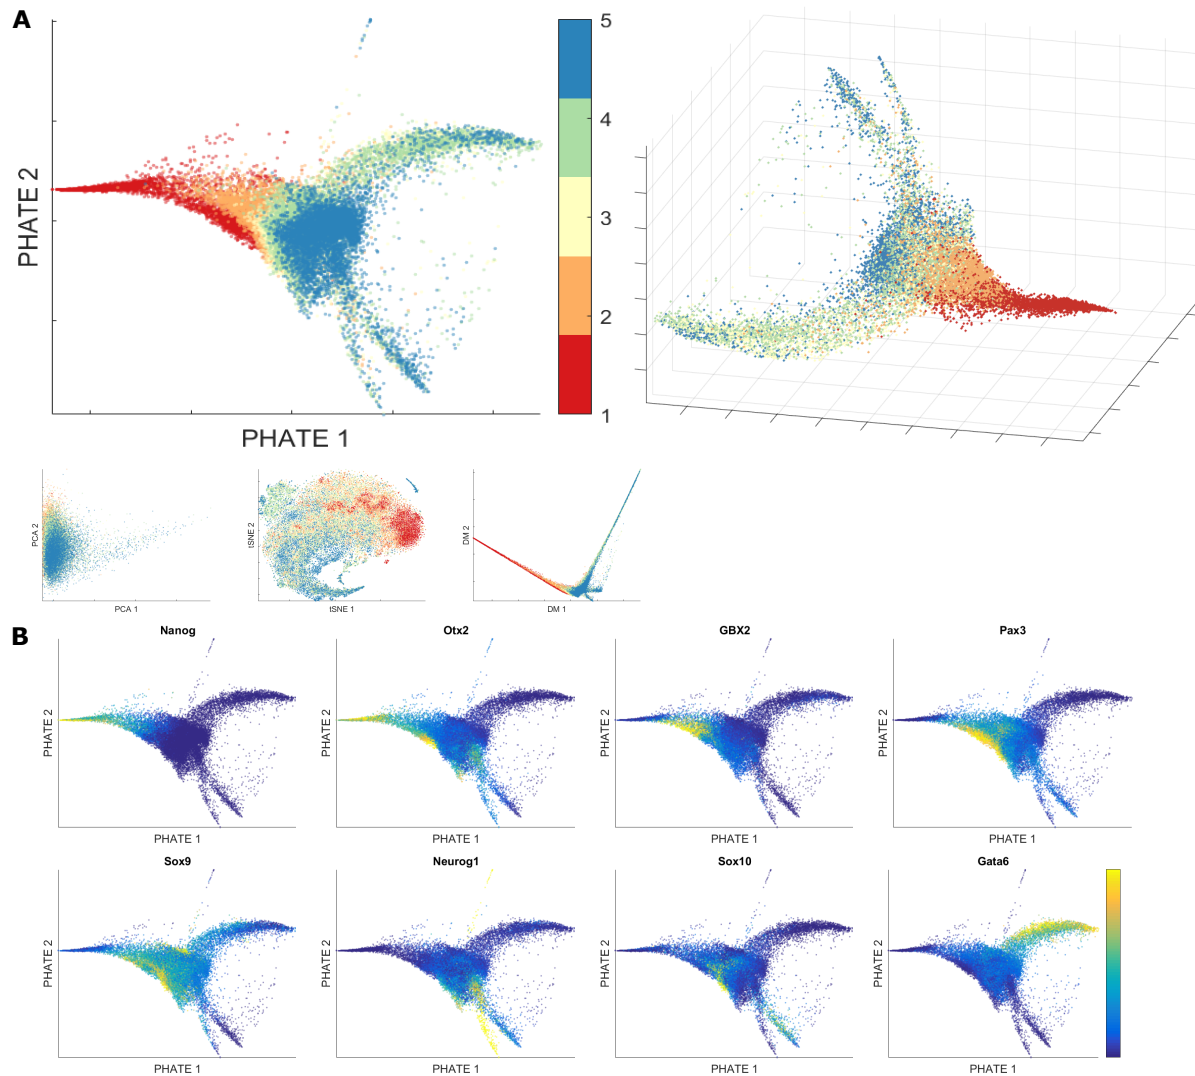 A
PHATE 2
PHATE 1
5
4
3
2
1
PCA 2
PCA 1
tSNE 2
tSNE 1
DM 2
DM 1
B
Nanog
PHATE 2
PHATE 1
Otx2
PHATE 2
PHATE 1
GBX2
PHATE 2
PHATE 1
Pax3
PHATE 2
PHATE 1
Sox9
PHATE 2
PHATE 1
Neurog1
PHATE 2
PHATE 1
Sox10
PHATE 2
PHATE 1
Gata6
PHATE 2
PHATE 1